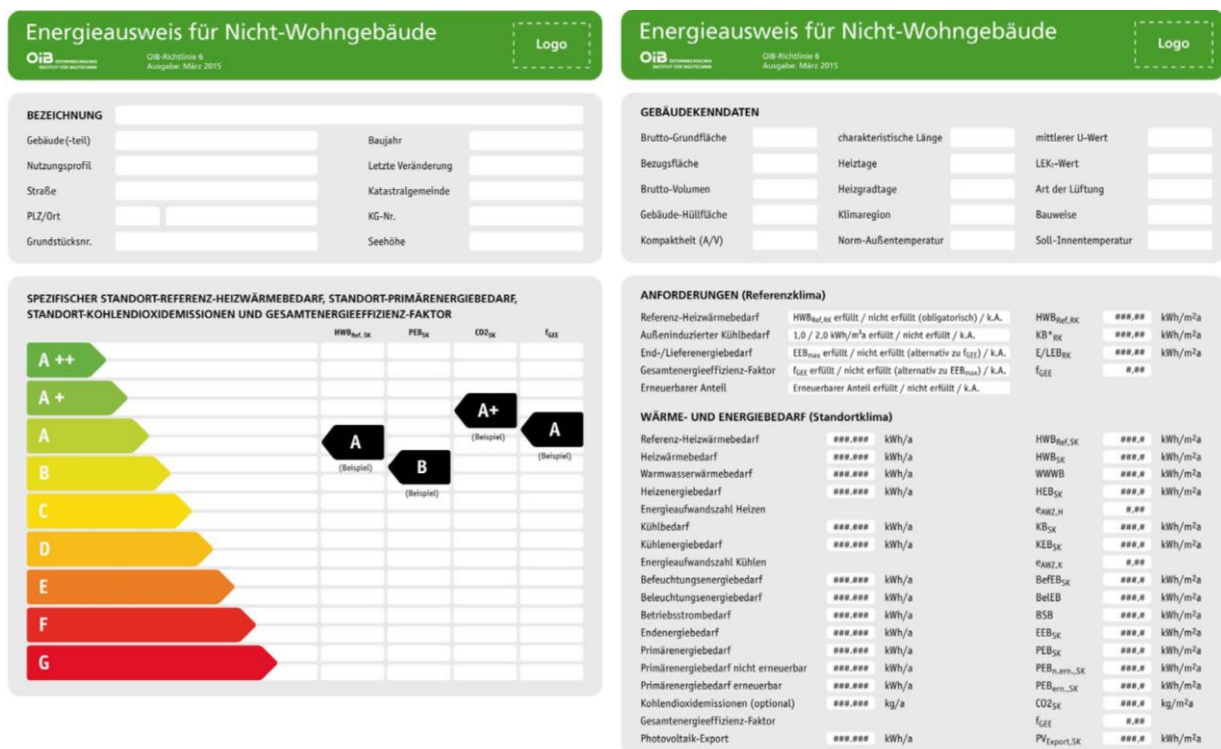 Energieausweis für Nicht-Wohngebäude
OiB ÖSTERREICHISCHES INSTITUT FÜR BAUTECHNIK
OIB-Richtlinie 6
Ausgabe: März 2015
Logo
BEZEICHNUNG
Gebäude(-teil) Baujahr
Nutzungsprofil Letzte Veränderung
Straße Katastralgemeinde
PLZ/Ort KG-Nr.
Grundstücksnr. Seehöhe
SPEZIFISCHER STANDORT-REFERENZ-HEIZWÄRMEBEDARF, STANDORT-PRIMÄRENERGIEBEDARF,
STANDORT-KOHLENDIOXIDEMISSIONEN UND GESAMTENERGIEEFFIZIENZ-FAKTOR
HWBRef, SK PEBSK CO2SK fGEE
A ++
A +
A
B
C
D
E
F
G
A+
(Beispiel)
A
(Beispiel)
A
(Beispiel)
B
(Beispiel)
Energieausweis für Nicht-Wohngebäude
OiB ÖSTERREICHISCHES INSTITUT FÜR BAUTECHNIK
OIB-Richtlinie 6
Ausgabe: März 2015
Logo
GEBÄUDEKENNDATEN
Brutto-Grundfläche charakteristische Länge mittlerer U-Wert
Bezugsfläche Heiztage LEKT-Wert
Brutto-Volumen Heizgradtage Art der Lüftung
Gebäude-Hüllfläche Klimaregion Bauweise
Kompaktheit (A/V) Norm-Außentemperatur Soll-Innentemperatur
ANFORDERUNGEN (Referenzklima)
Referenz-Heizwärmebedarf HWBRef,RK erfüllt / nicht erfüllt (obligatorisch) / k.A. HWBRef,RK ###,## kWh/m²a
Außeninduzierter Kühlbedarf 1,0 / 2,0 kWh/m³a erfüllt / nicht erfüllt / k.A. KB*RK ###,## kWh/m²a
End-/Lieferenergiebedarf EEBmax erfüllt / nicht erfüllt (alternativ zu fGEE) / k.A. E/LEBRK ###,## kWh/m²a
Gesamtenergieeffizienz-Faktor fGEE erfüllt / nicht erfüllt (alternativ zu EEBmax) / k.A. fGEE #,##
Erneuerbarer Anteil Erneuerbarer Anteil erfüllt / nicht erfüllt / k.A.
WÄRME- UND ENERGIEBEDARF (Standortklima)
Referenz-Heizwärmebedarf ###.### kWh/a HWBRef,SK ###,# kWh/m²a
Heizwärmebedarf ###.### kWh/a HWBSK ###,# kWh/m²a
Warmwasserwärmebedarf ###.### kWh/a WWWB ###,# kWh/m²a
Heizenergiebedarf ###.### kWh/a HEBSK ###,# kWh/m²a
Energieaufwandszahl Heizen eAWZ,H #,##
Kühlbedarf ###.### kWh/a KBSK ###,# kWh/m²a
Kühlenergiebedarf ###.### kWh/a KEBSK ###,# kWh/m²a
Energieaufwandszahl Kühlen eAWZ,K #,##
Befeuchtungsenergiebedarf ###.### kWh/a BefEBSK ###,# kWh/m²a
Beleuchtungsenergiebedarf ###.### kWh/a BelEB ###,# kWh/m²a
Betriebsstrombedarf ###.### kWh/a BSB ###,# kWh/m²a
Endenergiebedarf ###.### kWh/a EEBSK ###,# kWh/m²a
Primärenergiebedarf ###.### kWh/a PEBSK ###,# kWh/m²a
Primärenergiebedarf nicht erneuerbar ###.### kWh/a PEBn.ern.,SK ###,# kWh/m²a
Primärenergiebedarf erneuerbar ###.### kWh/a PEBern.,SK ###,# kWh/m²a
Kohlendioxidemissionen (optional) ###.### kg/a CO2SK ###,# kg/m²a
Gesamtenergieeffizienz-Faktor fGEE #,##
Photovoltaik-Export ###.### kWh/a PVExport,SK ###,# kWh/m²a